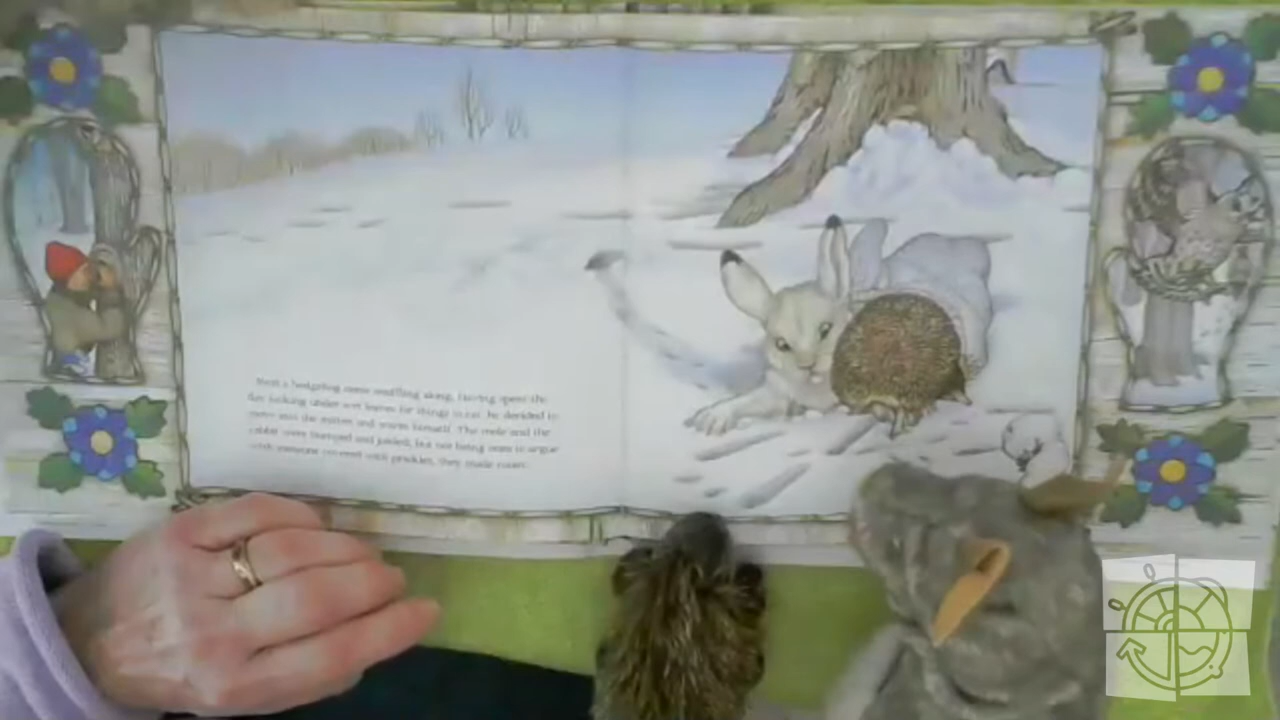 Next a hedgehog came snuffling along. Having spent the
day looking under wet leaves for things to eat, he decided to
move into the mitten and warm himself. The mole and the
rabbit were bumped and jostled, but not being ones to argue
with someone covered with prickles, they made room.